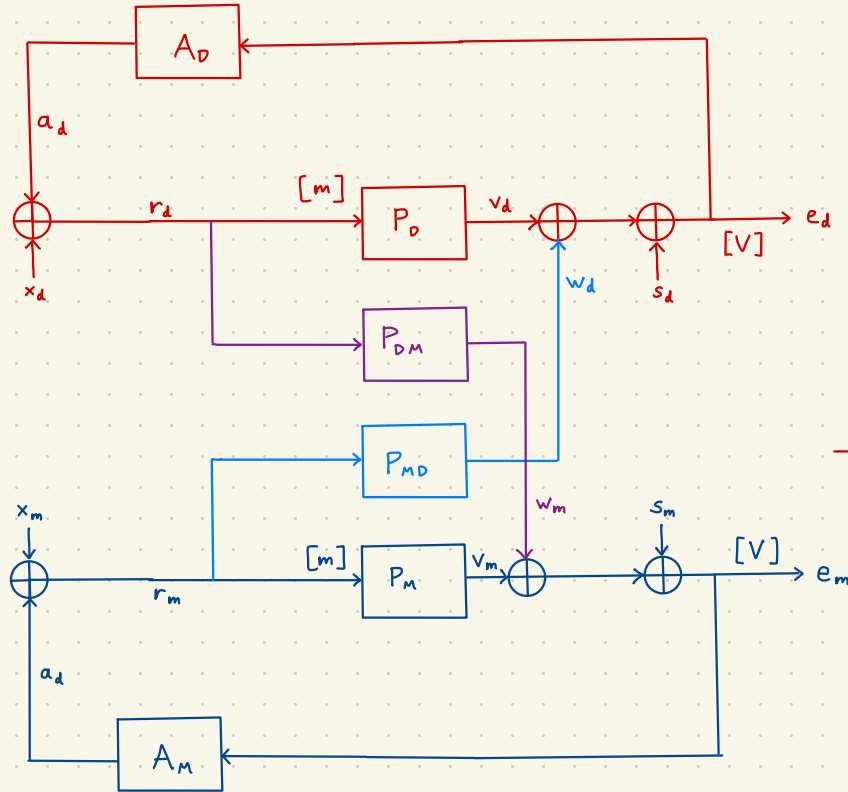 A_D
a_d
r_d
[m]
P_D
v_d
e_d
[V]
x_d
w_d
s_d
P_DM
P_MD
x_m
w_m
s_m
[m]
[V]
P_M
v_m
e_m
r_m
a_d
A_M